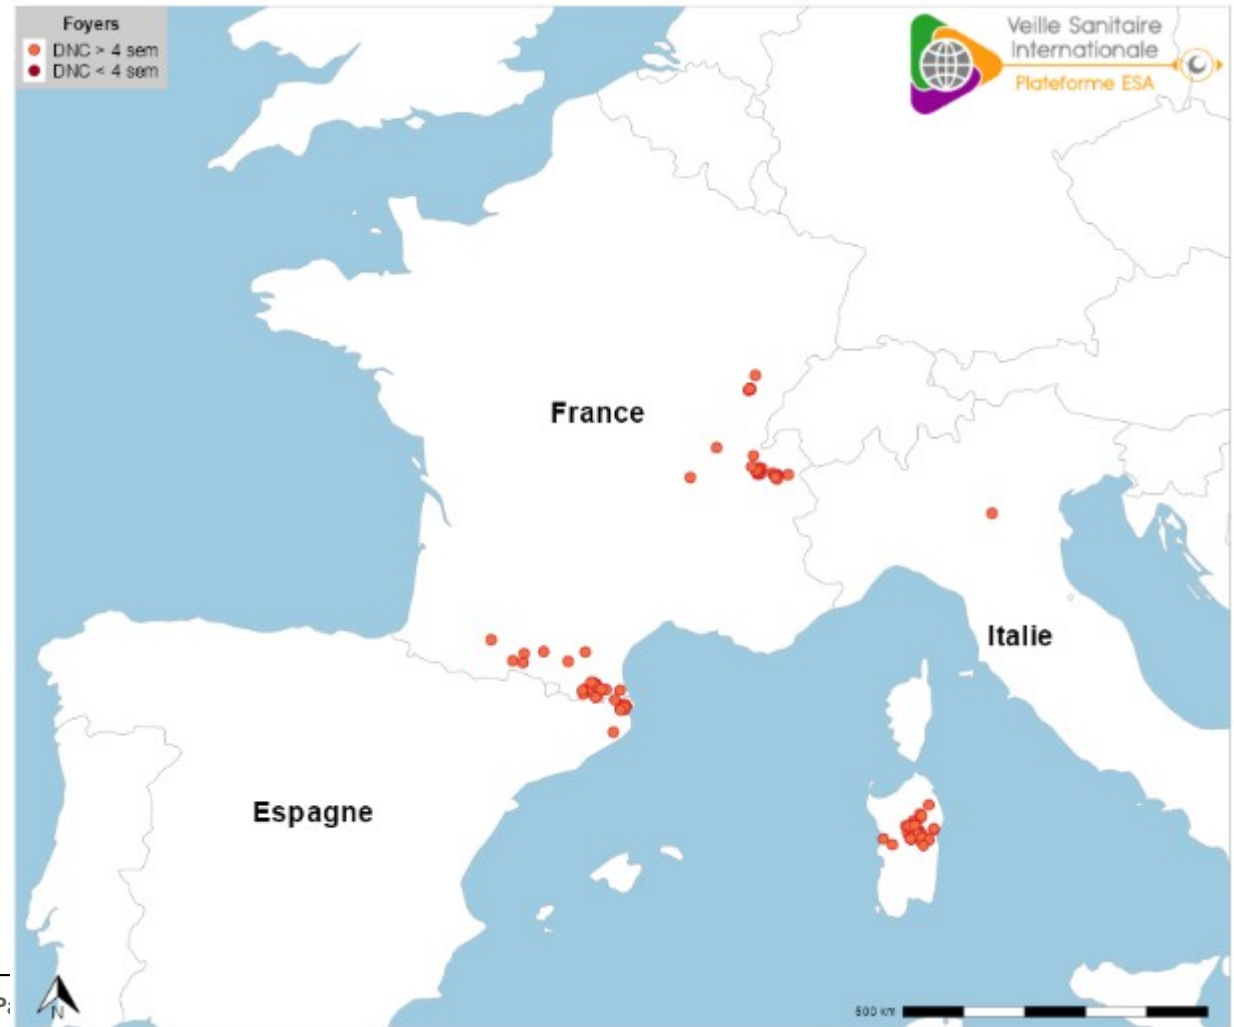 Foyers
DNC > 4 sem
DNC < 4 sem
Veille Sanitaire
Internationale
Plateforme ESA
France
Italie
Espagne
N
500 km